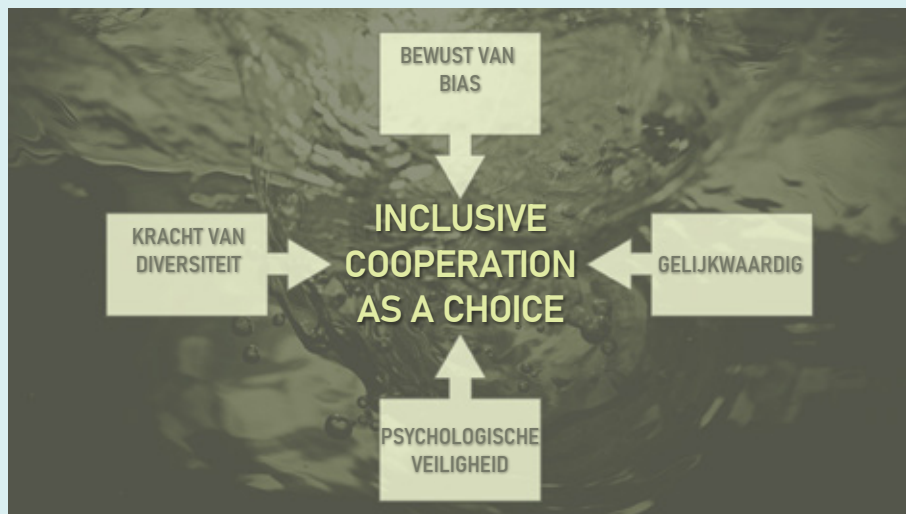 BEWUST VAN
BIAS
KRACHT VAN
DIVERSITEIT
INCLUSIVE
COOPERATION
AS A CHOICE
GELIJKWAARDIG
PSYCHOLOGISCHE
VEILIGHEID